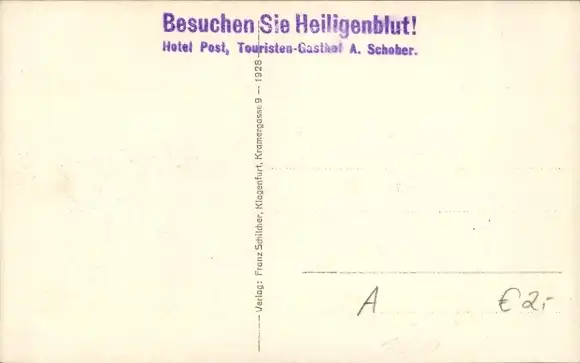 Besuchen Sie Heiligenblut!
Hotel Post, Touristen-Gasthof A. Schober.
Verlag: Franz Schilcher, Klagenfurt, Kramergasse 9 — 1928
A
€ 2,-